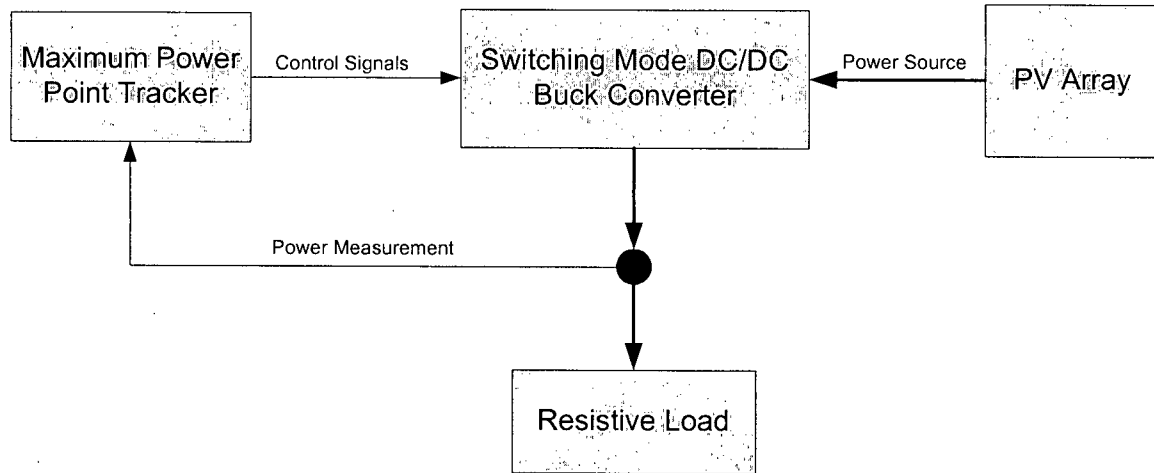 Maximum Power
Point Tracker
Control Signals
Switching Mode DC/DC
Buck Converter
Power Source
PV Array
Power Measurement
Resistive Load